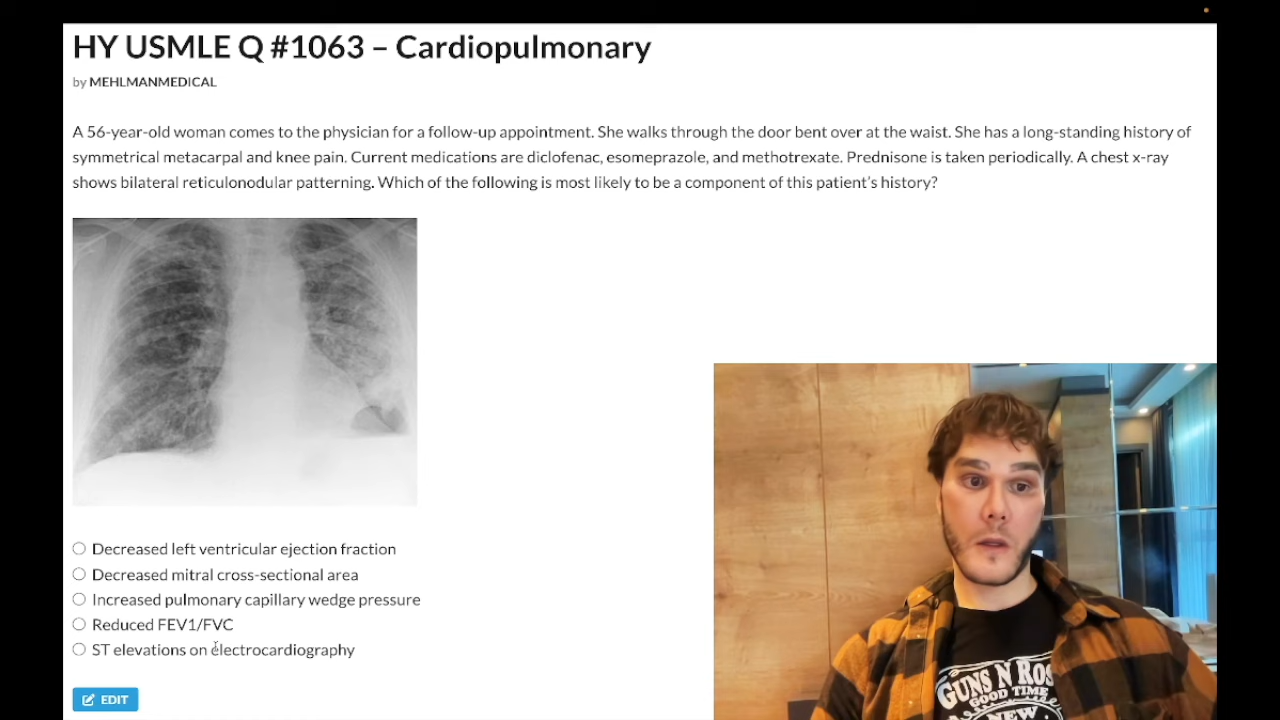 HY USMLE Q #1063 – Cardiopulmonary
by MEHLMANMEDICAL
A 56-year-old woman comes to the physician for a follow-up appointment. She walks through the door bent over at the waist. She has a long-standing history of
symmetrical metacarpal and knee pain. Current medications are diclofenac, esomeprazole, and methotrexate. Prednisone is taken periodically. A chest x-ray
shows bilateral reticulonodular patterning. Which of the following is most likely to be a component of this patient's history?
Decreased left ventricular ejection fraction
Decreased mitral cross-sectional area
Increased pulmonary capillary wedge pressure
Reduced FEV1/FVC
ST elevations on electrocardiography
EDIT
GUNS N ROS
GOOD TIME
NEW